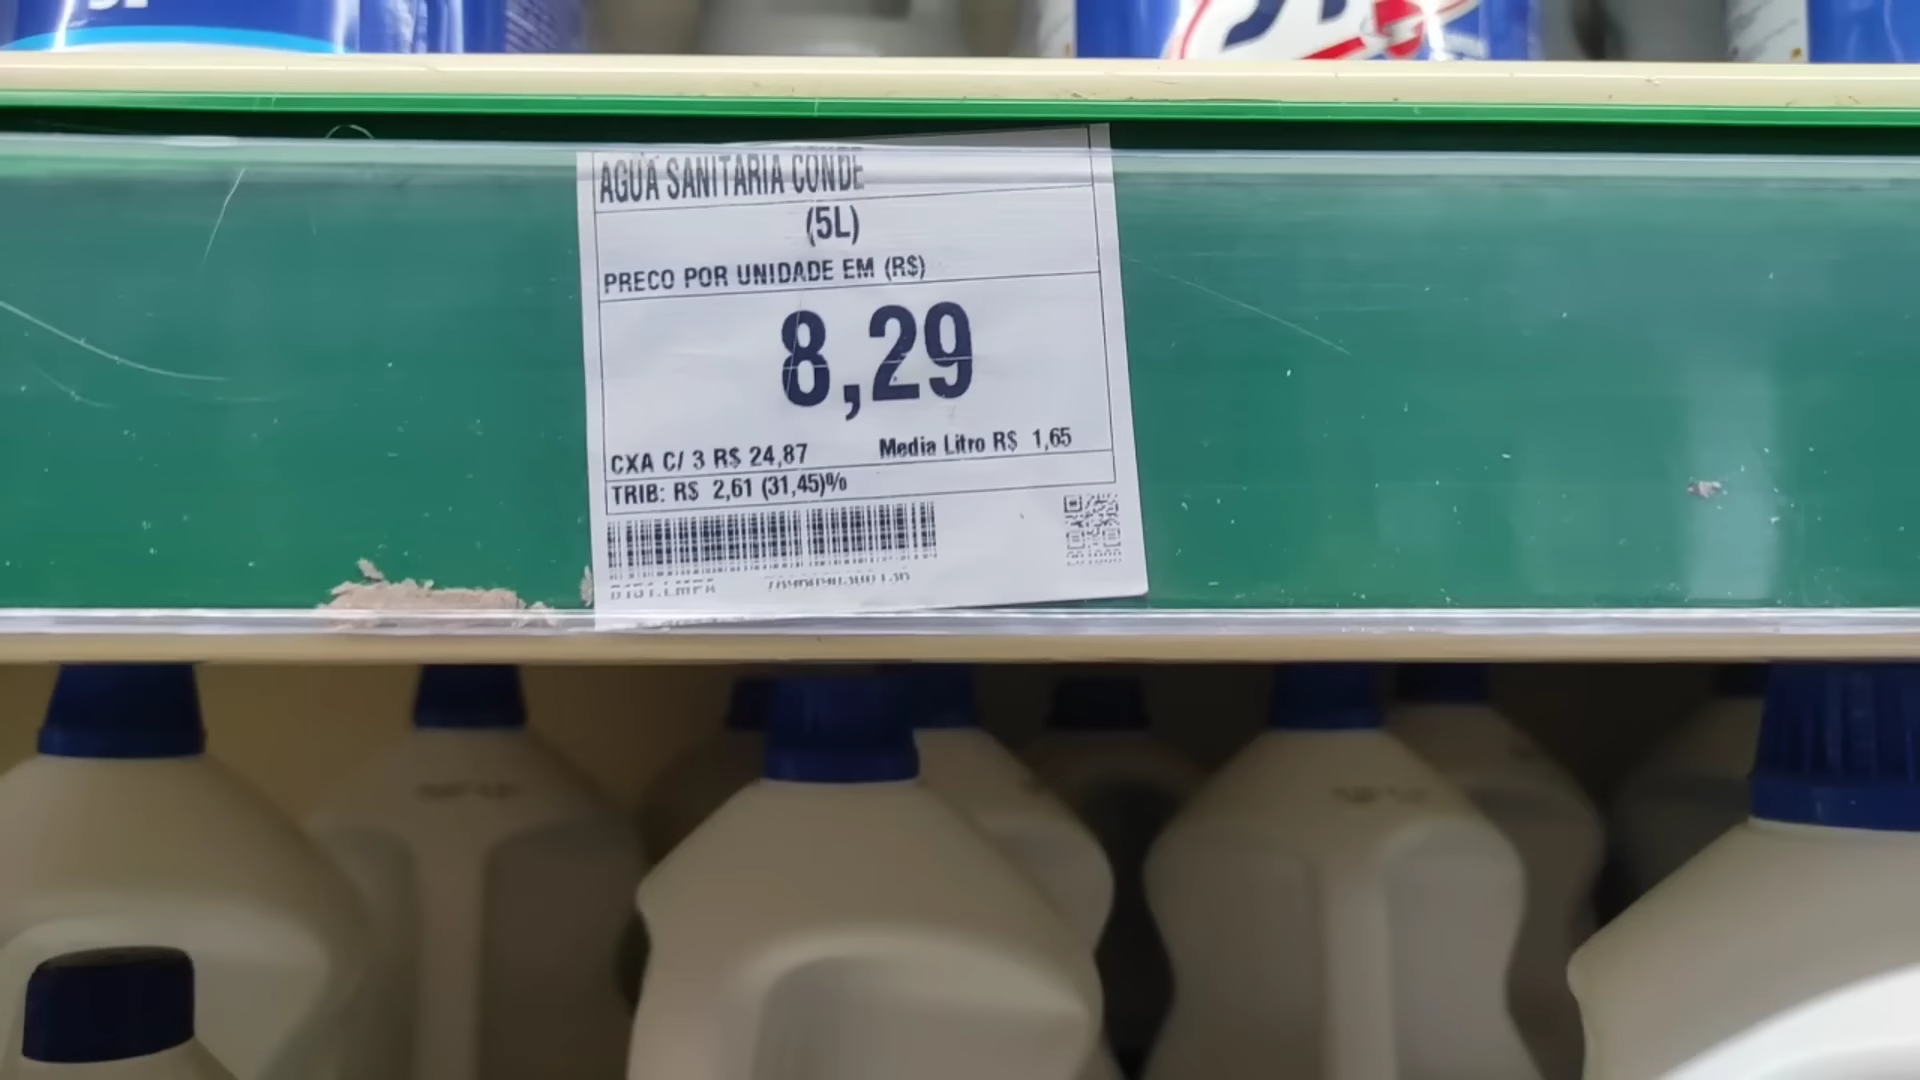 AGUA SANITARIA CONDE
(5L)
PRECO POR UNIDADE EM (R$)
8,29
CXA C/ 3 R$ 24,87 Media Litro R$ 1,65
TRIB: R$ 2,61 (31,45)%